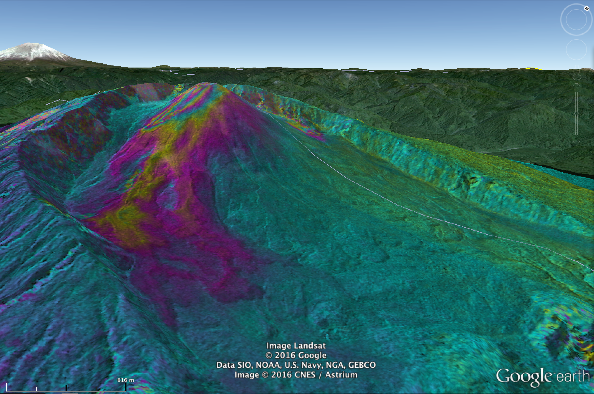 Image Landsat
© 2016 Google
Data SIO, NOAA, U.S. Navy, NGA, GEBCO
Image © 2016 CNES / Astrium
Google earth